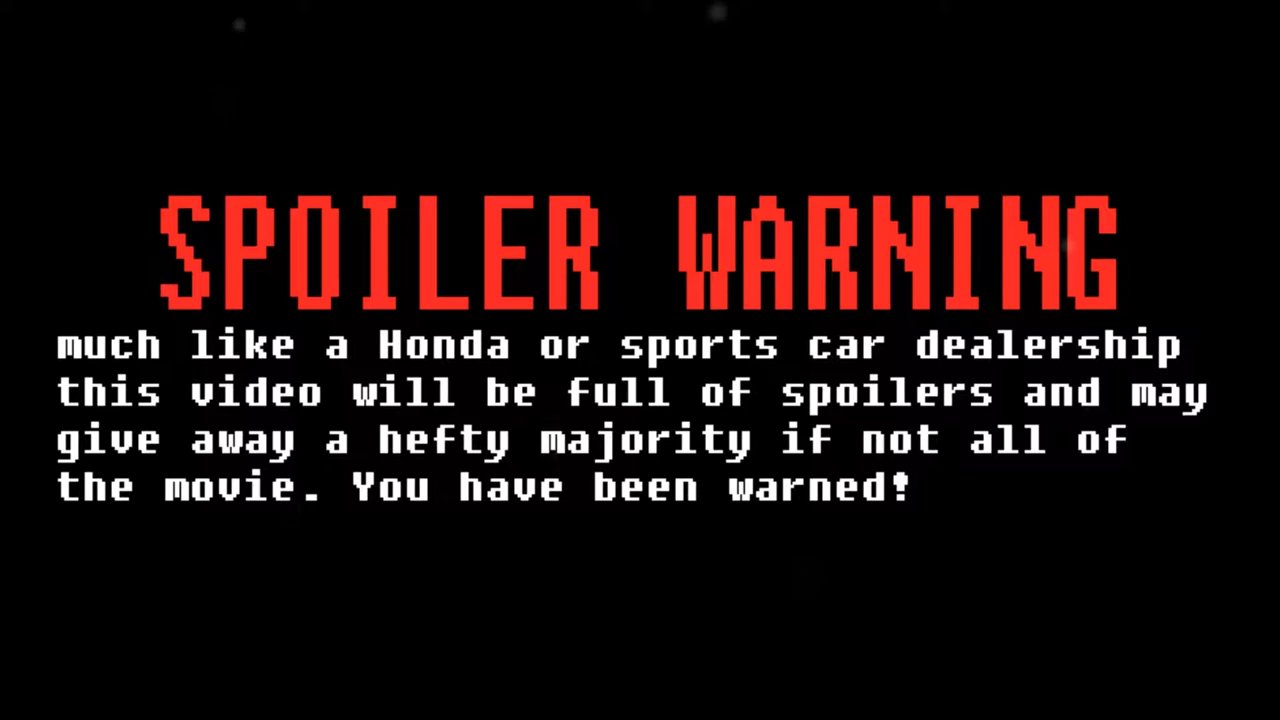 SPOILER WARNING
much like a Honda or sports car dealership
this video will be full of spoilers and may
give away a hefty majority if not all of
the movie. You have been warned!